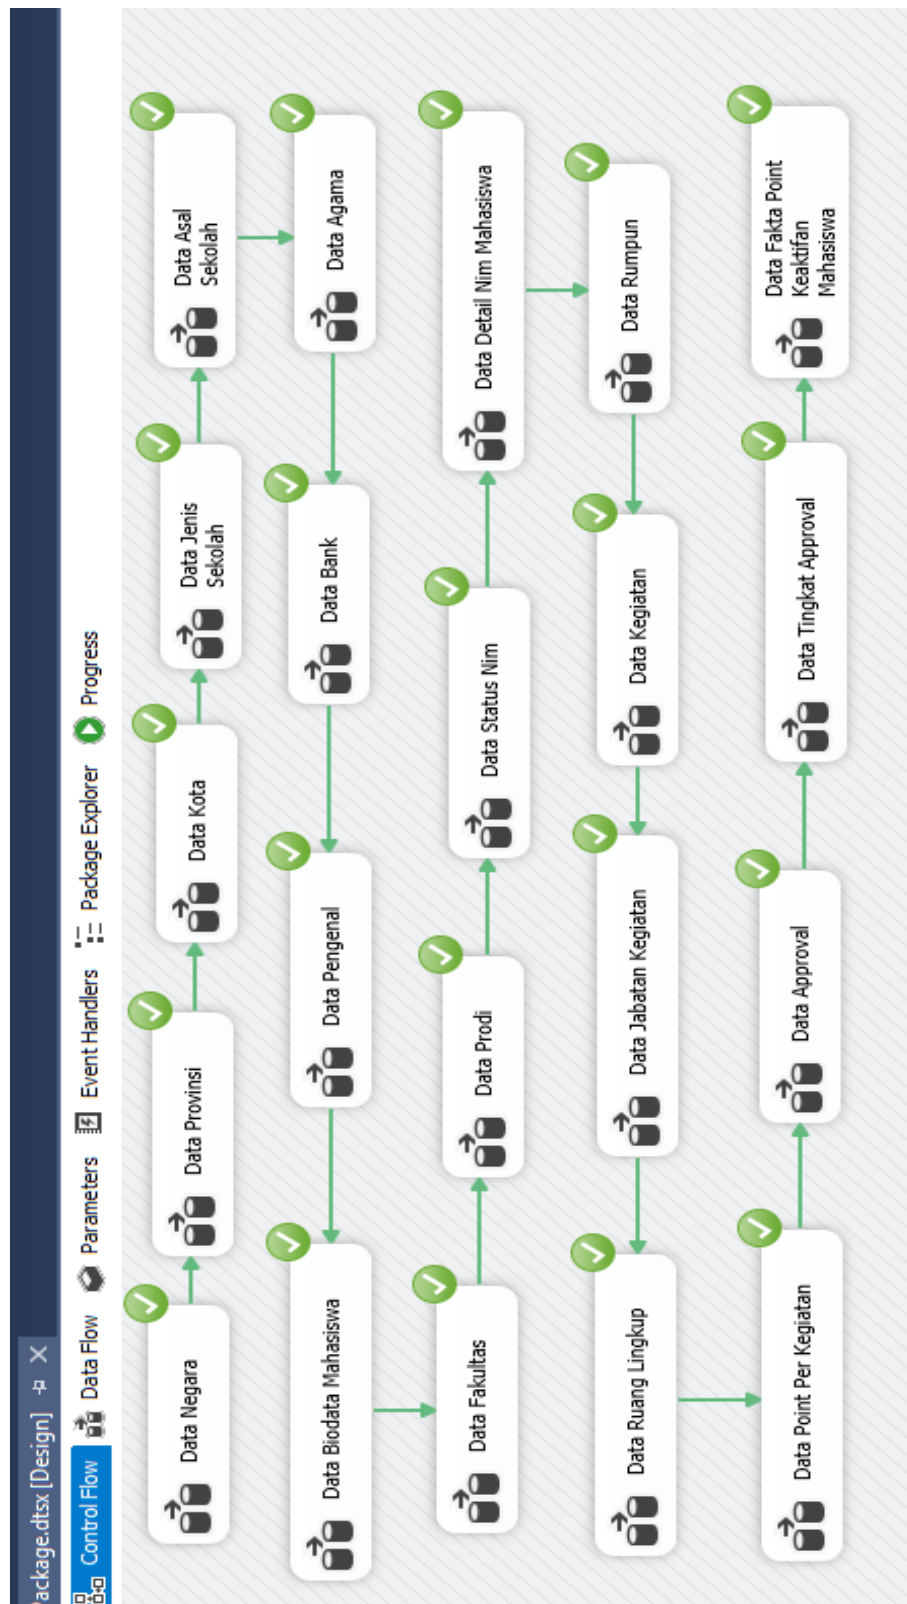 ackage.dtsx [Design]
Control Flow
Data Flow
Parameters
Event Handlers
Package Explorer
Progress
Data Negara
Data Provinsi
Data Kota
Data Jenis
Sekolah
Data Asal
Sekolah
Data Agama
Data Bank
Data Pengenal
Data Biodata Mahasiswa
Data Fakultas
Data Prodi
Data Status Nim
Data Detail Nim Mahasiswa
Data Rumpun
Data Kegiatan
Data Jabatan Kegiatan
Data Ruang Lingkup
Data Point Per Kegiatan
Data Approval
Data Tingkat Approval
Data Fakta Point
Keaktifan
Mahasiswa